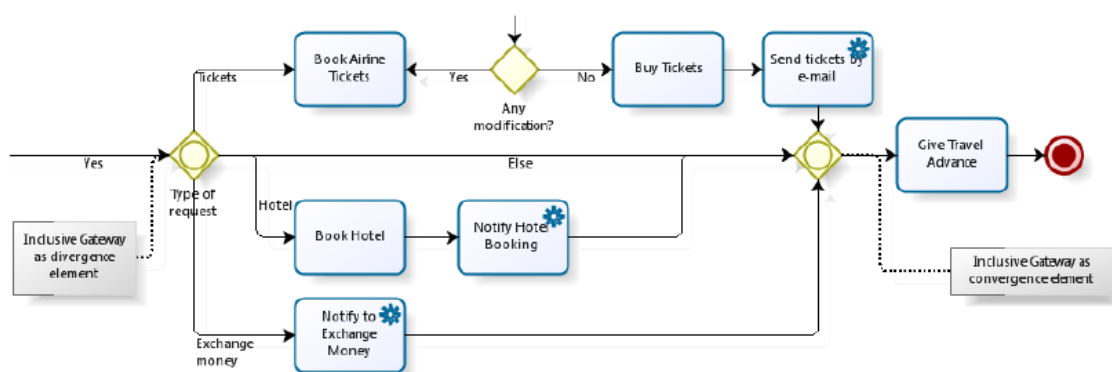 Book Airline
Tickets
Buy Tickets
Send tickets by
e-mail
Tickets
Yes
No
Any
modification?
Give Travel
Advance
Yes
Else
Type of
request
Hotel
Inclusive Gateway
as divergence
element
Book Hotel
Notify Hotel
Booking
Inclusive Gateway as
convergence element
Notify to
Exchange
Money
Exchange
money